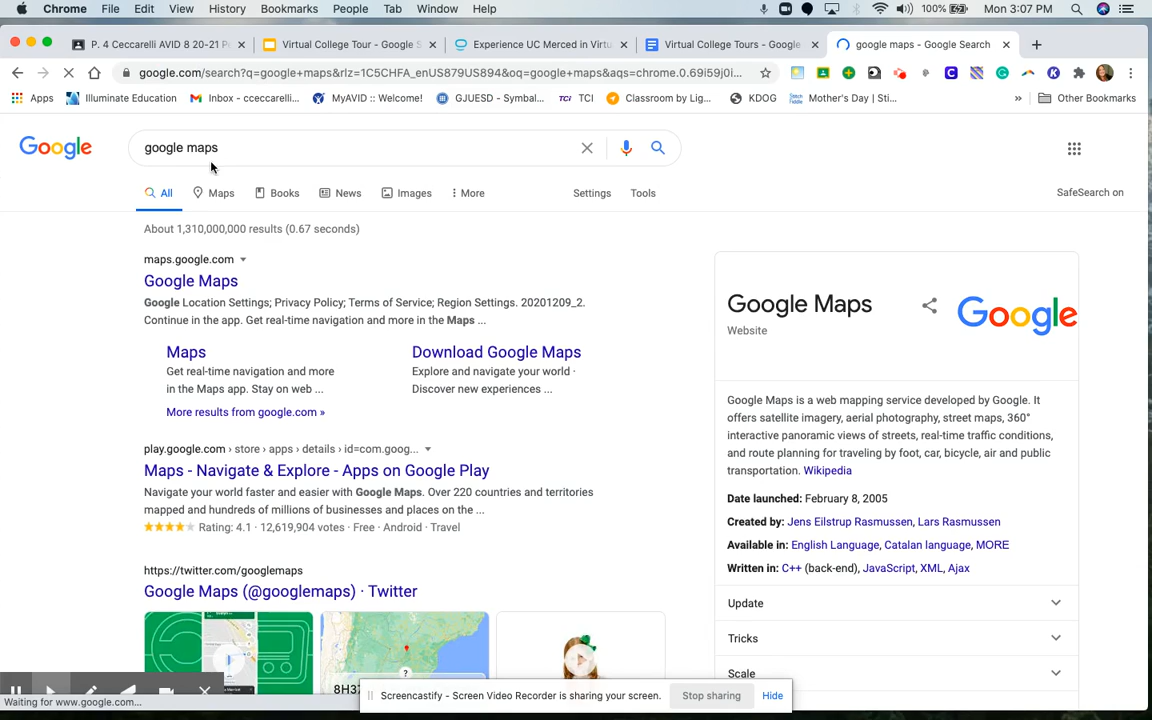 Chrome File Edit View History Bookmarks People Tab Window Help 100% Mon 3:07 PM
P. 4 Ceccarelli AVID 8 20-21 Pe
Virtual College Tour - Google S
Experience UC Merced in Virtu
Virtual College Tours - Google
google maps - Google Search
google.com/search?q=google+maps&rlz=1C5CHFA_enUS879US894&oq=google+maps&aqs=chrome.0.69i59j0i...
Apps Illuminate Education Inbox - cceccarelli... MyAVID :: Welcome! GJUESD - Symbal... TCI TCI Classroom by Lig... KDOG Mother's Day | Sti... » Other Bookmarks
Google
google maps
All Maps Books News Images More Settings Tools SafeSearch on
About 1,310,000,000 results (0.67 seconds)
maps.google.com
Google Maps
Google Location Settings; Privacy Policy; Terms of Service; Region Settings. 20201209_2.
Continue in the app. Get real-time navigation and more in the Maps ...
Maps
Get real-time navigation and more
in the Maps app. Stay on web ...
Download Google Maps
Explore and navigate your world ·
Discover new experiences ...
More results from google.com »
play.google.com › store › apps › details › id=com.goog...
Maps - Navigate & Explore - Apps on Google Play
Navigate your world faster and easier with Google Maps. Over 220 countries and territories
mapped and hundreds of millions of businesses and places on the ...
Rating: 4.1 · 12,619,904 votes · Free · Android · Travel
https://twitter.com/googlemaps
Google Maps (@googlemaps) · Twitter
?
8H37
Google Maps
Website
Google
Google Maps is a web mapping service developed by Google. It
offers satellite imagery, aerial photography, street maps, 360°
interactive panoramic views of streets, real-time traffic conditions,
and route planning for traveling by foot, car, bicycle, air and public
transportation. Wikipedia
Date launched: February 8, 2005
Created by: Jens Eilstrup Rasmussen, Lars Rasmussen
Available in: English Language, Catalan language, MORE
Written in: C++ (back-end), JavaScript, XML, Ajax
Update
Tricks
Scale
Screencastify - Screen Video Recorder is sharing your screen. Stop sharing Hide
Waiting for www.google.com...